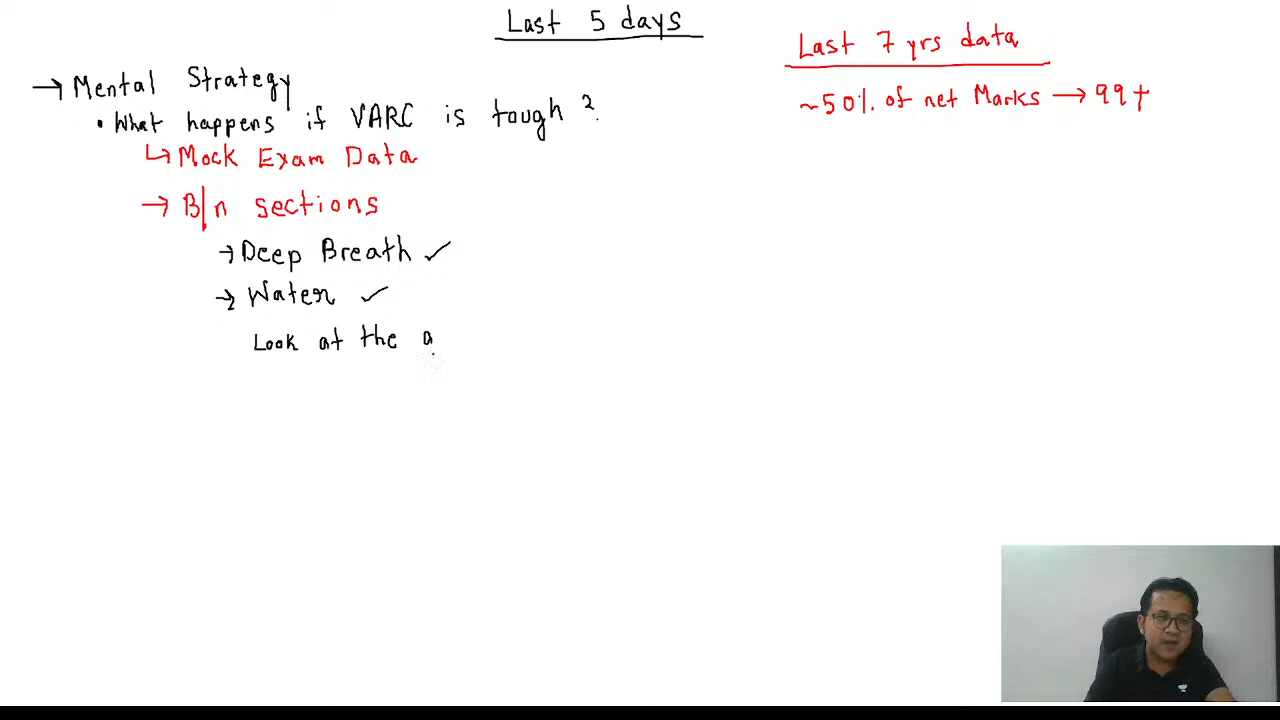 Last 5 days
→ Mental Strategy
• What happens if VARC is tough?
↳ Mock Exam Data
→ B/n sections
→ Deep Breath ✓
→ Water ✓
Look at the a
Last 7 yrs data
~50% of net Marks → 99+